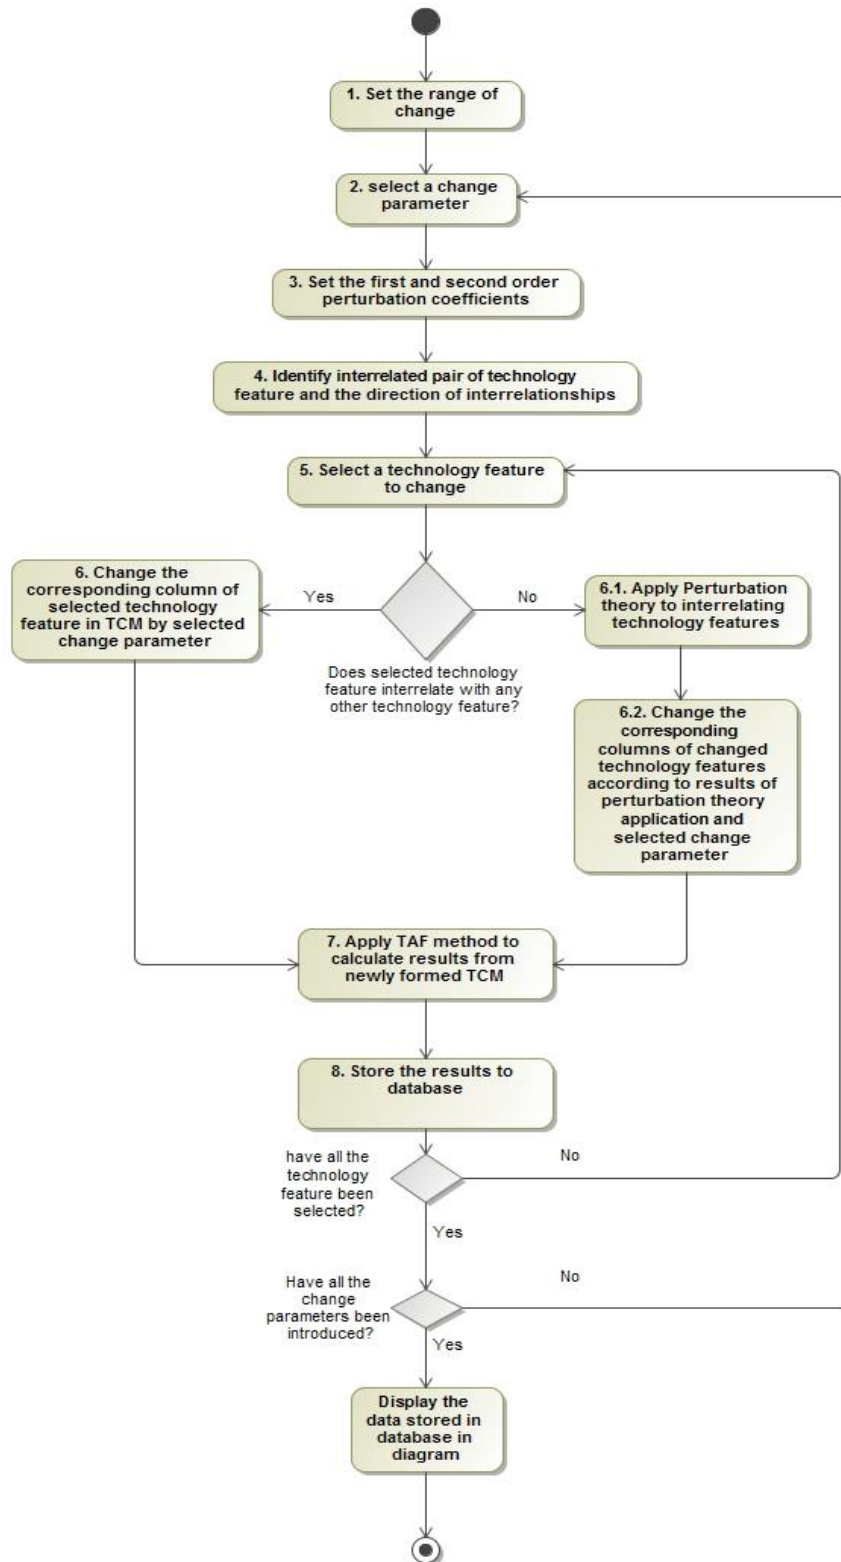 1. Set the range of
change
2. select a change
parameter
3. Set the first and second order
perturbation coefficients
4. Identify interrelated pair of technology
feature and the direction of interrelationships
5. Select a technology feature
to change
6. Change the
corresponding column of
selected technology
feature in TCM by selected
change parameter
Yes
No
6.1. Apply Perturbation
theory to interrelating
technology features
Does selected technology
feature interrelate with any
other technology feature?
6.2. Change the
corresponding
columns of changed
technology features
according to results of
perturbation theory
application and
selected change
parameter
7. Apply TAF method to
calculate results from
newly formed TCM
8. Store the results to
database
have all the
technology
feature been
selected?
No
Yes
Have all the
change
parameters been
introduced?
No
Yes
Display the
data stored in
database in
diagram